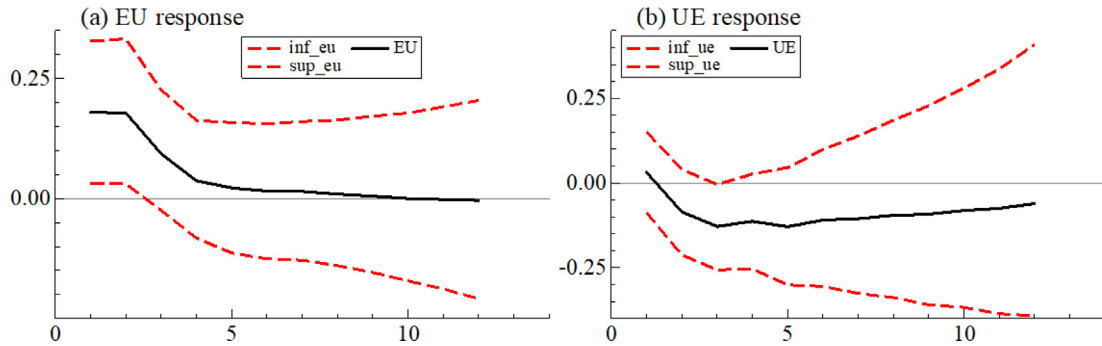 (a) EU response
inf_eu EU
sup_eu
0.25
0.00
0 5 10
(b) UE response
inf_ue UE
sup_ue
0.25
0.00
-0.25
0 5 10